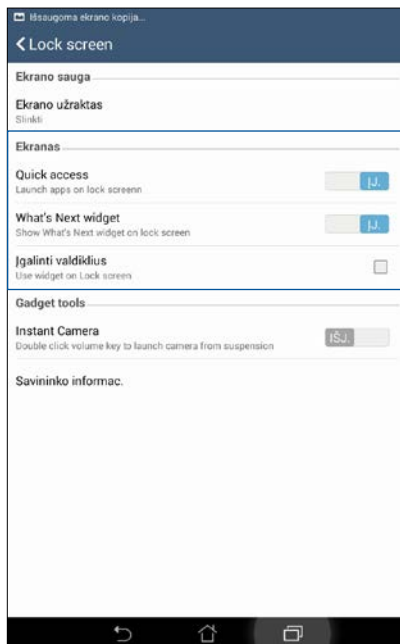 Išsaugoma ekrano kopija...
Lock screen
Ekrano sauga
Ekrano užraktas
Slinkti
Ekranas
Quick access
Launch apps on lock screenn
ĮJ.
What's Next widget
Show What's Next widget on lock screen
ĮJ.
Įgalinti valdiklius
Use widget on Lock screen
Gadget tools
Instant Camera
Double click volume key to launch camera from suspension
IŠJ.
Savininko informac.